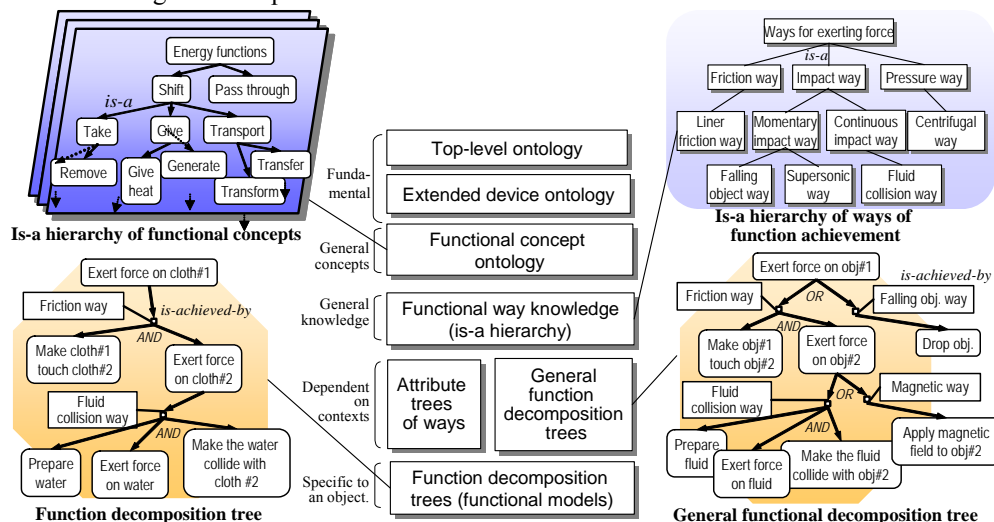 Energy functions
Shift
Pass through
is-a
Take
Give
Transport
Remove
Give
heat
Generate
Transfer
Transform
Is-a hierarchy of functional concepts
Ways for exerting force
is-a
Friction way
Impact way
Pressure way
Liner
friction way
Momentary
impact way
Continuous
impact way
Centrifugal
way
Falling
object way
Supersonic
way
Fluid
collision way
Is-a hierarchy of ways of
function achievement
Funda-
mental
Top-level ontology
Extended device ontology
General
concepts
Functional concept
ontology
General
knowledge
Functional way knowledge
(is-a hierarchy)
Dependent
on
contexts
Attribute
trees
of ways
General
function
decomposition
trees
Specific to
an object.
Function decomposition
trees (functional models)
Exert force on cloth#1
Friction way
is-achieved-by
AND
Make cloth#1
touch cloth#2
Exert force
on cloth#2
Fluid
collision way
AND
Prepare
water
Exert force
on water
Make the water
collide with
cloth #2
Function decomposition tree
Exert force on obj#1
is-achieved-by
Friction way
OR
Falling obj. way
AND
Make obj#1
touch obj#2
Exert force
on obj#2
Drop obj.
Fluid
collision way
OR
Magnetic way
AND
Prepare
fluid
Exert force
on fluid
Make the fluid
collide with obj#2
Apply magnetic
field to obj#2
General functional decomposition tree